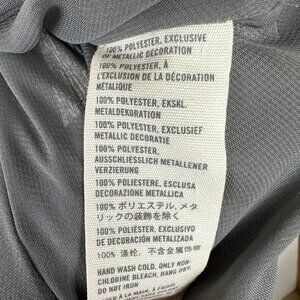 100% POLYESTER, EXCLUSIVE
OF METALLIC DECORATION
100% POLYESTER, À
L'EXCLUSION DE LA DÉCORATION
MÉTALIQUE
100% POLYESTER, EKSKL.
METALDEKORATION
100% POLYESTER, EXCLUSIEF
METALLIC DECORATIE
100% POLYESTER,
AUSSCHLIESSLICH METALLENER
VERZIERUNG
100% POLIESTERE, ESCLUSA
DECORAZIONE METALLICA
100% ポリエステル, メタ
リックの装飾を除く
100% POLIÉSTER, EXCLUSIVO
DE DECORACIÓN METALIZADA
100% 涤纶, 不含金属饰物
HAND WASH COLD, ONLY NON-
CHLORINE BLEACH, HANG DRY,
DO NOT IRON
À LA MAIN, À FROID,